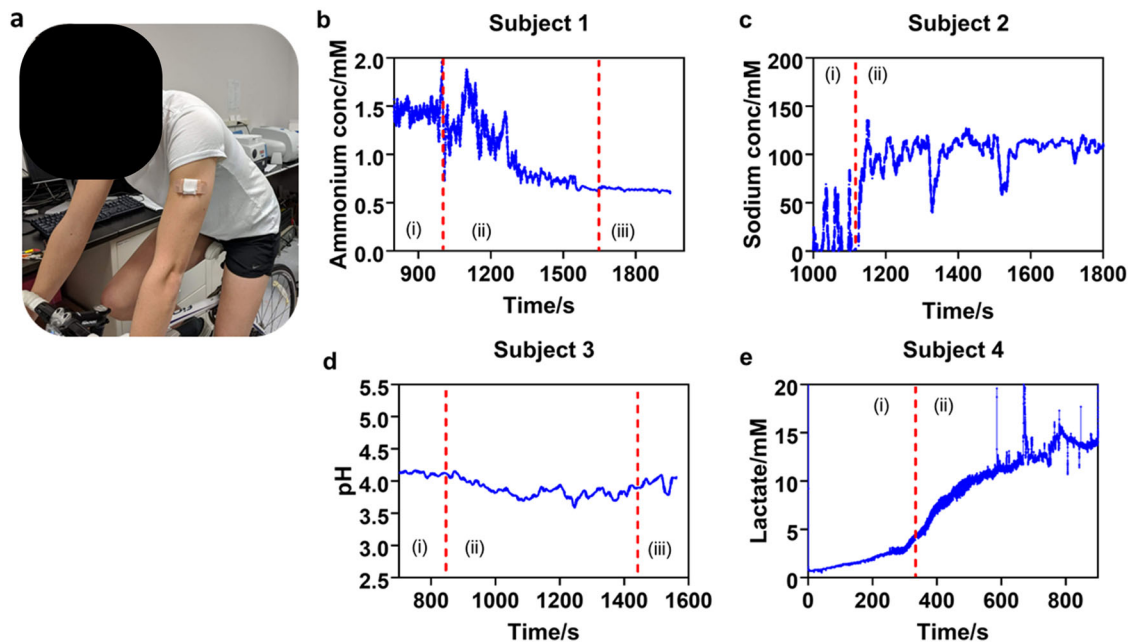 a
b
Subject 1
Ammonium conc/mM
2.0
1.5
1.0
0.5
0.0
(i)
(ii)
(iii)
900
1200
1500
1800
Time/s
c
Subject 2
Sodium conc/mM
200
150
100
50
0
(i)
(ii)
1000
1200
1400
1600
1800
Time/s
d
Subject 3
pH
5.5
5.0
4.5
4.0
3.5
3.0
2.5
(i)
(ii)
(iii)
800
1000
1200
1400
1600
Time/s
e
Subject 4
Lactate/mM
20
15
10
5
0
(i)
(ii)
0
200
400
600
800
Time/s